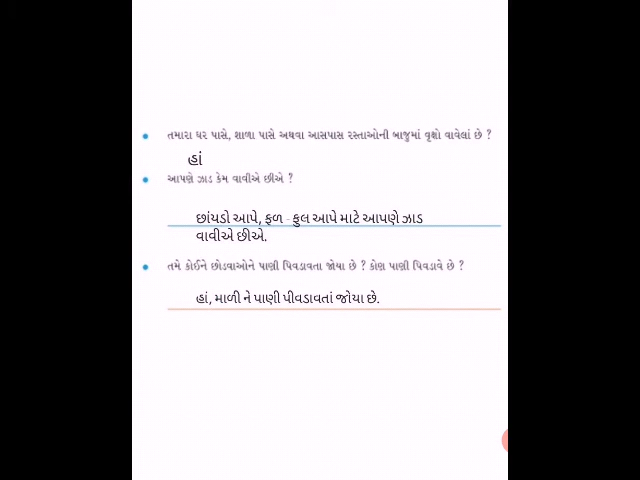 • તમારા ઘર પાસે, શાળા પાસે અથવા આસપાસ રસ્તાઓની બાજુમાં વૃક્ષો વાવેલાં છે ?
હાં
• આપણે ઝાડ કેમ વાવીએ છીએ ?
છાંયડો આપે, ફળ - ફુલ આપે માટે આપણે ઝાડ
વાવીએ છીએ.
• તમે કોઈને છોડવાઓને પાણી પિવડાવતા જોયા છે ? કોણ પાણી પિવડાવે છે ?
હાં, માળી ને પાણી પીવડાવતાં જોયા છે.